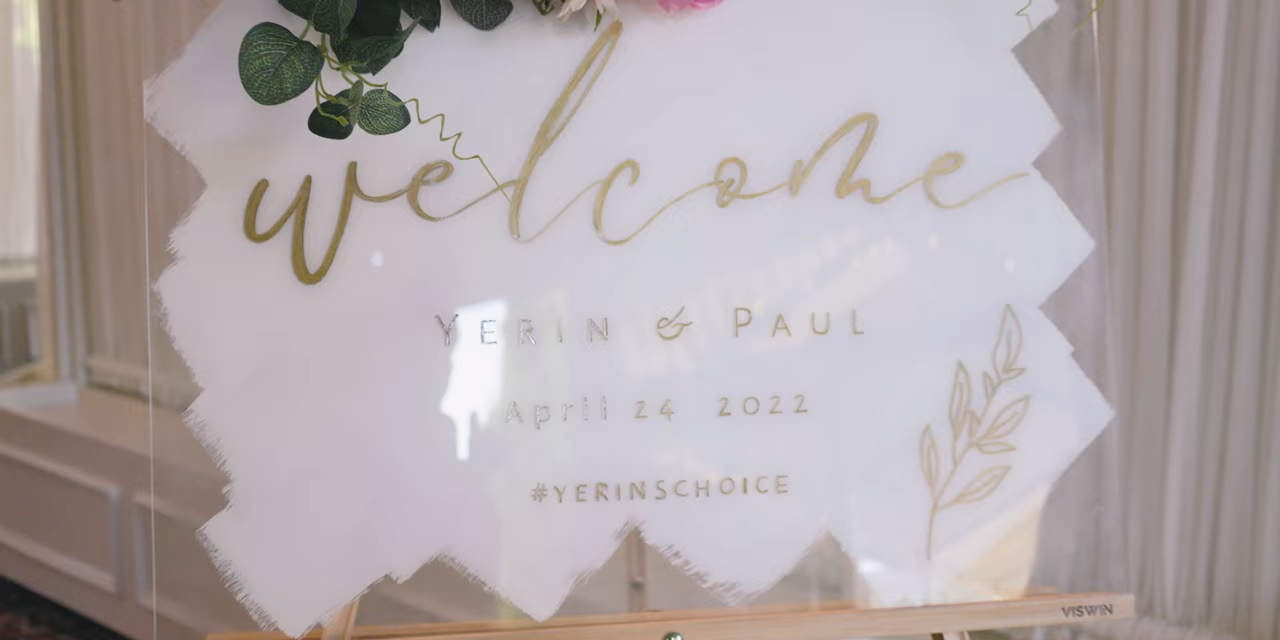 welcome
YERIN & PAUL
April 24 2022
#YERINSCHOICE
VISWIN